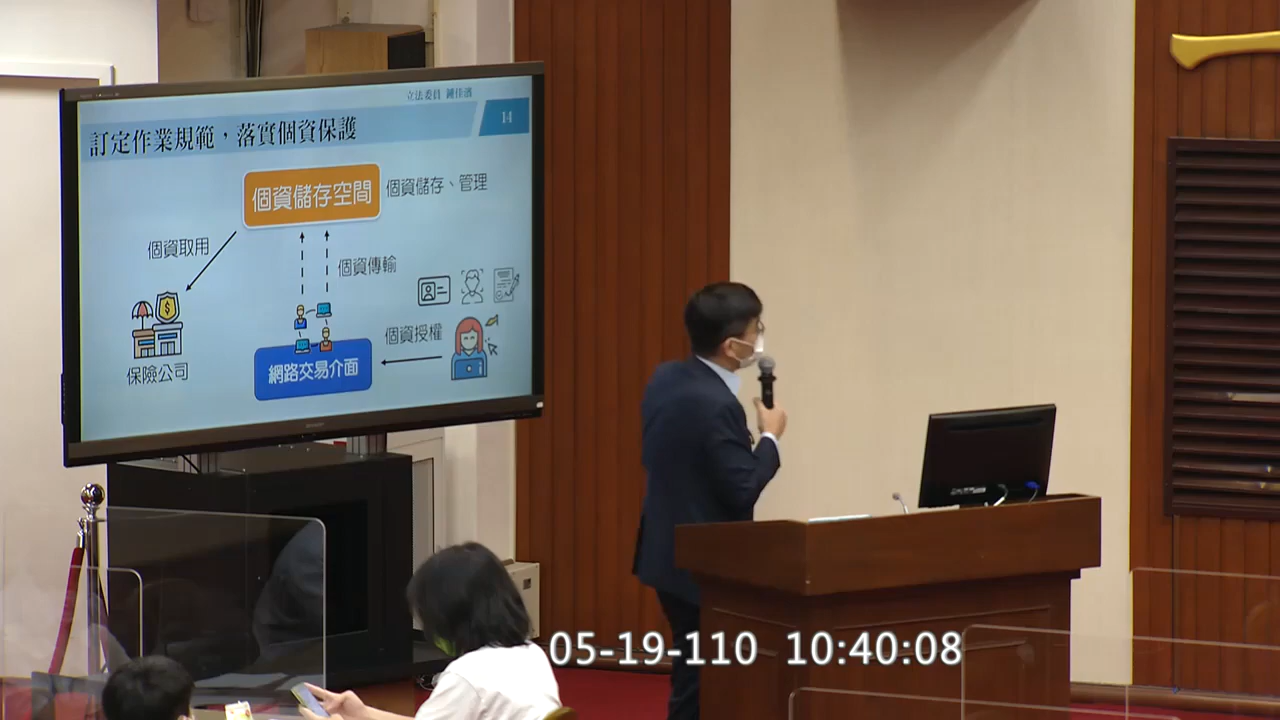 立法委員 鍾佳濱
14
訂定作業規範，落實個資保護
個資儲存空間
個資儲存、管理
個資取用
個資傳輸
個資授權
保險公司
網路交易介面
05-19-110 10:40:08